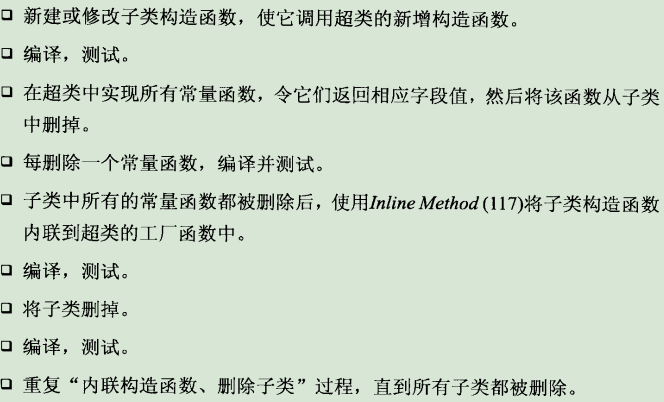 ❑ 新建或修改子类构造函数，使它调用超类的新增构造函数。
❑ 编译，测试。
❑ 在超类中实现所有常量函数，令它们返回相应字段值，然后将该函数从子类
中删掉。
❑ 每删除一个常量函数，编译并测试。
❑ 子类中所有的常量函数都被删除后，使用Inline Method (117)将子类构造函数
内联到超类的工厂函数中。
❑ 编译，测试。
❑ 将子类删掉。
❑ 编译，测试。
❑ 重复“内联构造函数、删除子类”过程，直到所有子类都被删除。